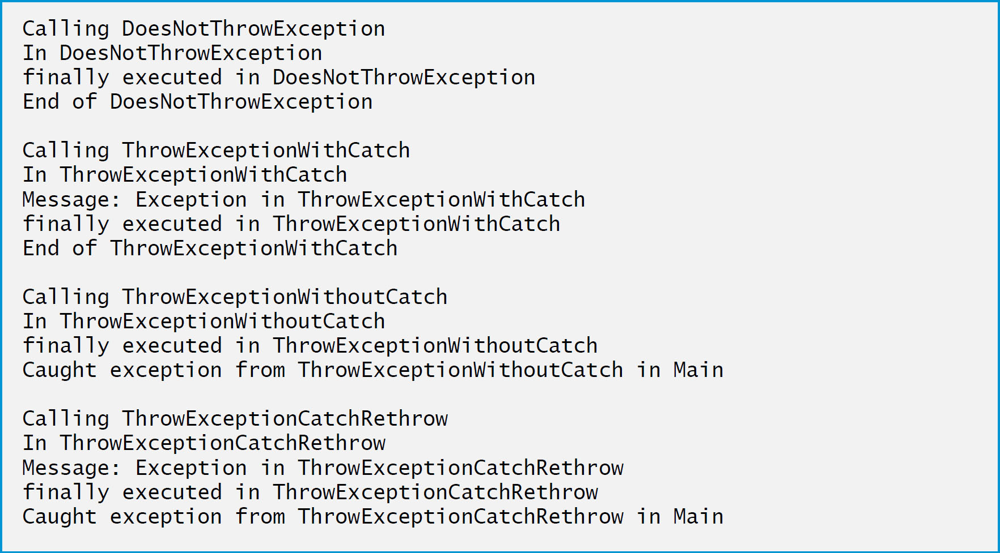 Calling DoesNotThrowException
In DoesNotThrowException
finally executed in DoesNotThrowException
End of DoesNotThrowException

Calling ThrowExceptionWithCatch
In ThrowExceptionWithCatch
Message: Exception in ThrowExceptionWithCatch
finally executed in ThrowExceptionWithCatch
End of ThrowExceptionWithCatch

Calling ThrowExceptionWithoutCatch
In ThrowExceptionWithoutCatch
finally executed in ThrowExceptionWithoutCatch
Caught exception from ThrowExceptionWithoutCatch in Main

Calling ThrowExceptionCatchRethrow
In ThrowExceptionCatchRethrow
Message: Exception in ThrowExceptionCatchRethrow
finally executed in ThrowExceptionCatchRethrow
Caught exception from ThrowExceptionCatchRethrow in Main